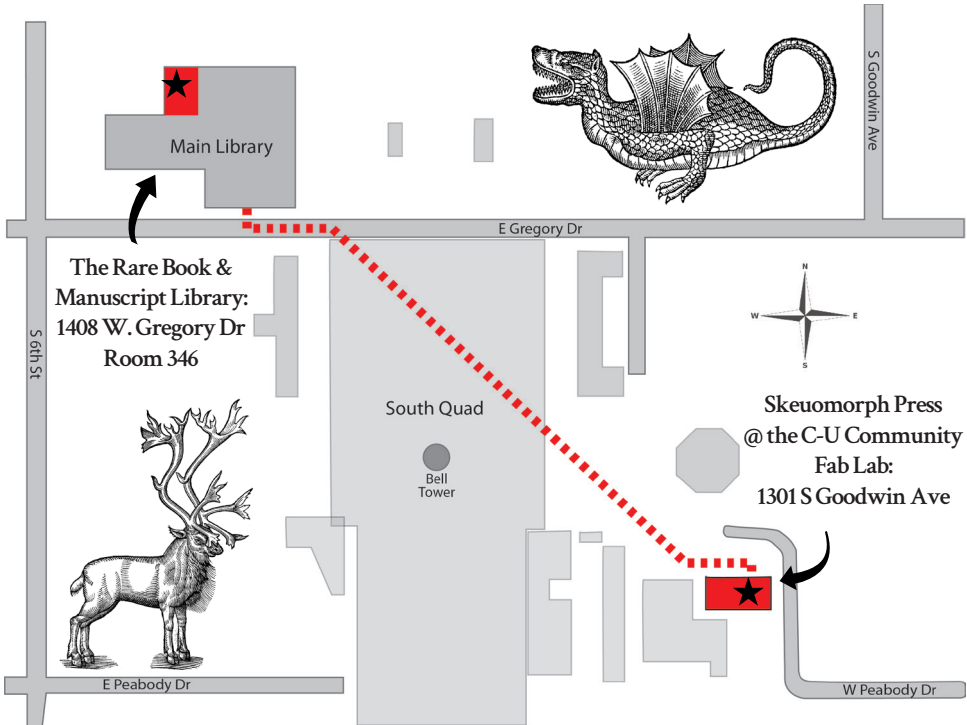 S Goodwin Ave
Main Library
E Gregory Dr
The Rare Book &
Manuscript Library:
1408 W. Gregory Dr
Room 346
N
W
E
S
S 6th St
South Quad
Bell
Tower
Skeuomorph Press
@ the C-U Community
Fab Lab:
1301 S Goodwin Ave
E Peabody Dr
W Peabody Dr